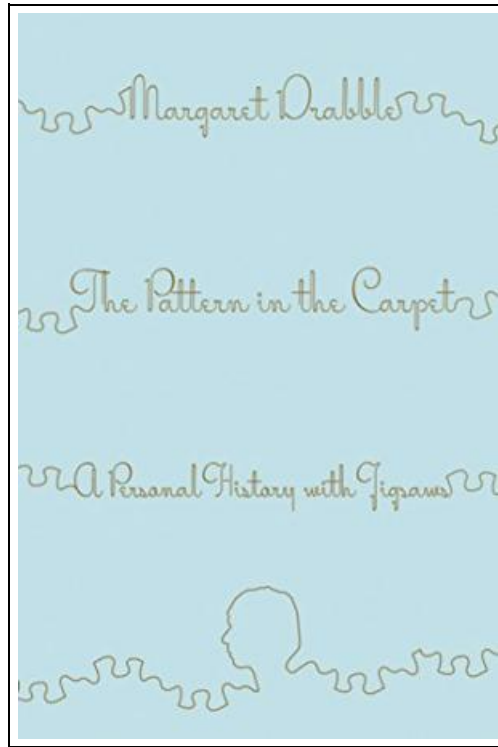 Margaret Drabble
The Pattern in the Carpet
A Personal History with Jigsaws